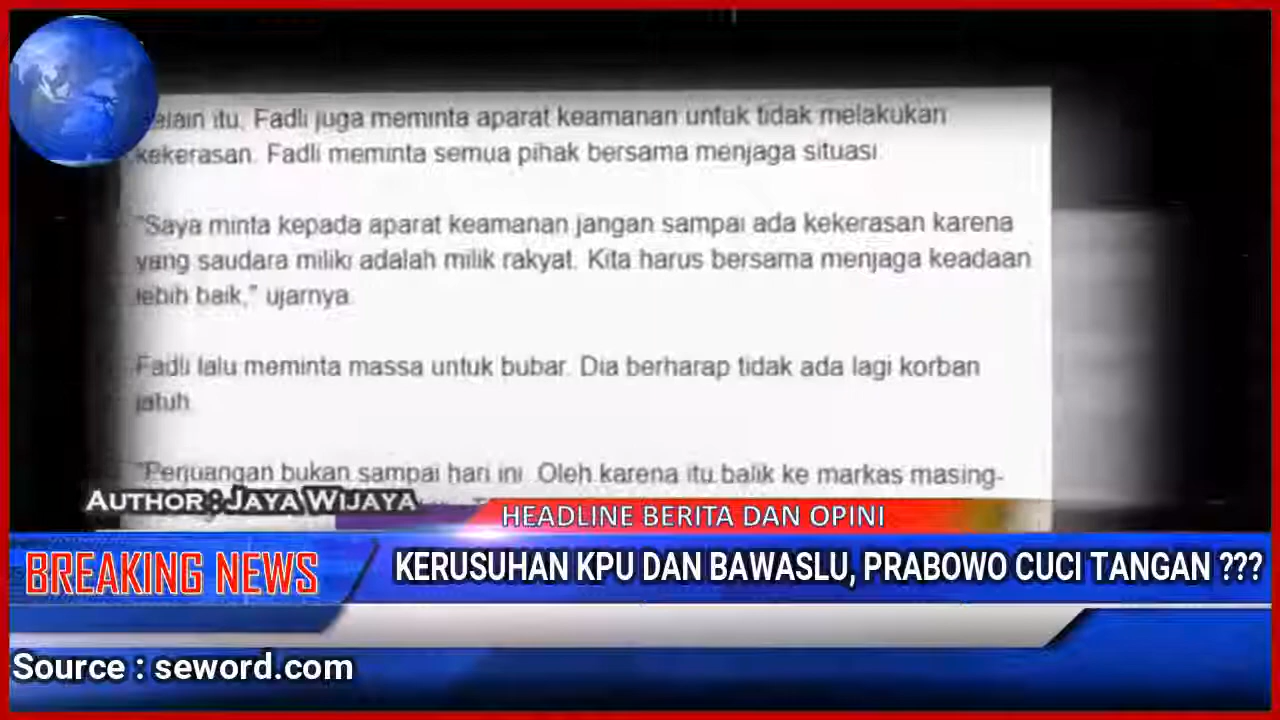 elain itu, Fadli juga meminta aparat keamanan untuk tidak melakukan
kekerasan. Fadli meminta semua pihak bersama menjaga situasi.
"Saya minta kepada aparat keamanan jangan sampai ada kekerasan karena
yang saudara miliki adalah milik rakyat. Kita harus bersama menjaga keadaan
lebih baik," ujarnya.
Fadli lalu meminta massa untuk bubar. Dia berharap tidak ada lagi korban
jatuh.
"Perjuangan bukan sampai hari ini. Oleh karena itu balik ke markas masing-
AUTHOR : JAYA WIJAYA
HEADLINE BERITA DAN OPINI
BREAKING NEWS
KERUSUHAN KPU DAN BAWASLU, PRABOWO CUCI TANGAN ???
Source : seword.com